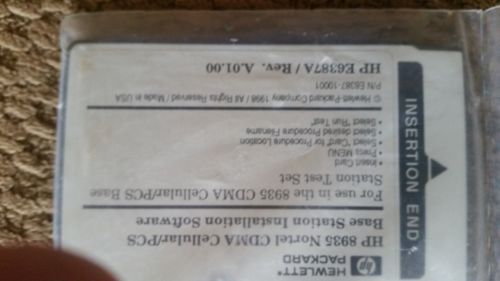 hp HEWLETT®
PACKARD
HP 8935 Nortel CDMA Cellular/PCS
Base Station Installation Software
For use in the 8935 CDMA Cellular/PCS Base
Station Test Set
• Insert Card
• Press MENU
• Select "Card" for Procedure Location
• Select desired Procedure Filename
• Select "Run Test"
© Hewlett-Packard Company 1998 / All Rights Reserved / Made in USA
P/N E6387-10001
HP E6387A / Rev. A.01.00
INSERTION END